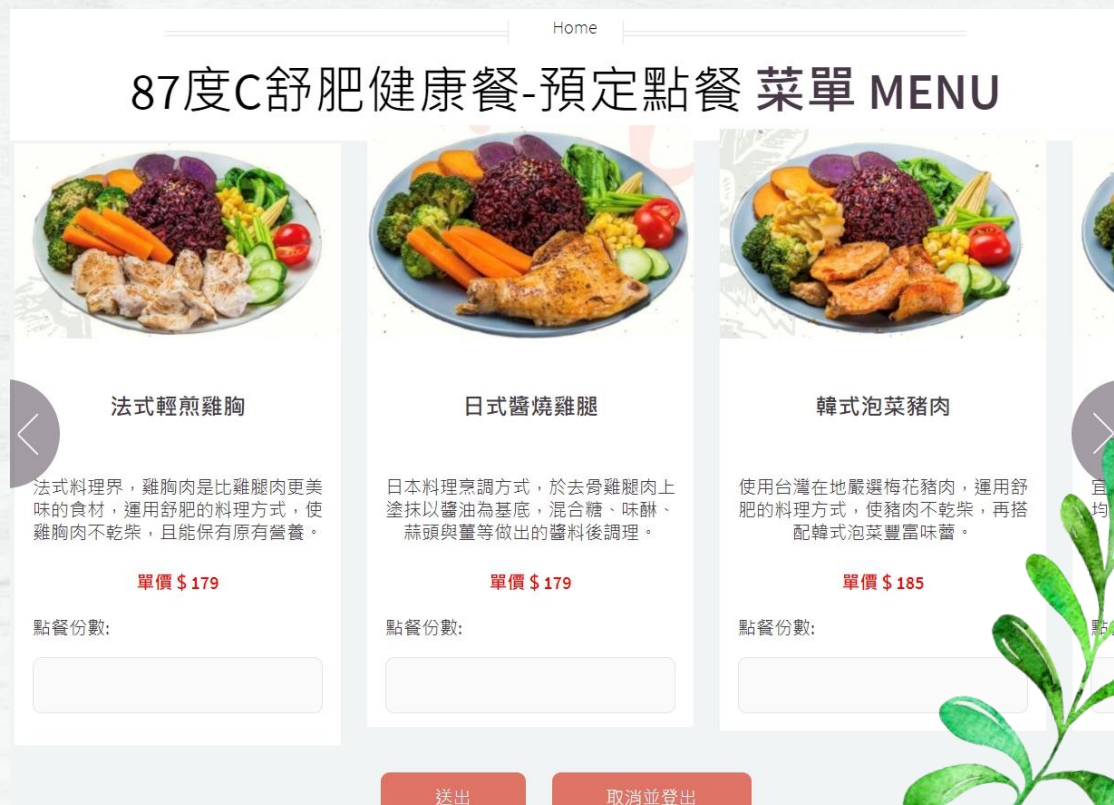 Home
87度C舒肥健康餐-預定點餐 菜單 MENU
法式輕煎雞胸
法式料理界，雞胸肉是比雞腿肉更美
味的食材，運用舒肥的料理方式，使
雞胸肉不乾柴，且能保有原有營養。
單價 $ 179
點餐份數:
日式醬燒雞腿
日本料理烹調方式，於去骨雞腿肉上
塗抹以醬油為基底，混合糖、味醂、
蒜頭與薑等做出的醬料後調理。
單價 $ 179
點餐份數:
韓式泡菜豬肉
使用台灣在地嚴選梅花豬肉，運用舒
肥的料理方式，使豬肉不乾柴，再搭
配韓式泡菜豐富味蕾。
單價 $ 185
點餐份數:
宜
均
點
送出
取消並登出